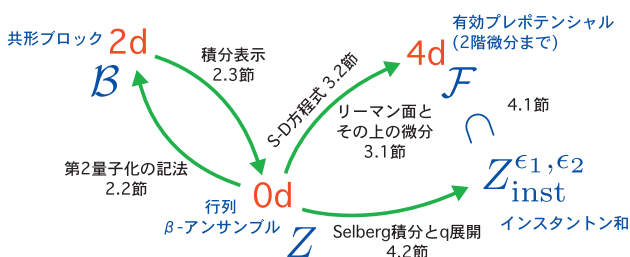 共形ブロック 2d
B
積分表示
2.3節
第2量子化の記法
2.2節
S-D方程式 3.2節
リーマン面と
その上の微分
3.1節
有効プレポテンシャル
(2階微分まで)
4d
F
4.1節
∩
Z_inst^{ϵ1,ϵ2}
インスタントン和
0d
行列
β-アンサンブル
Z
Selberg積分とq展開
4.2節